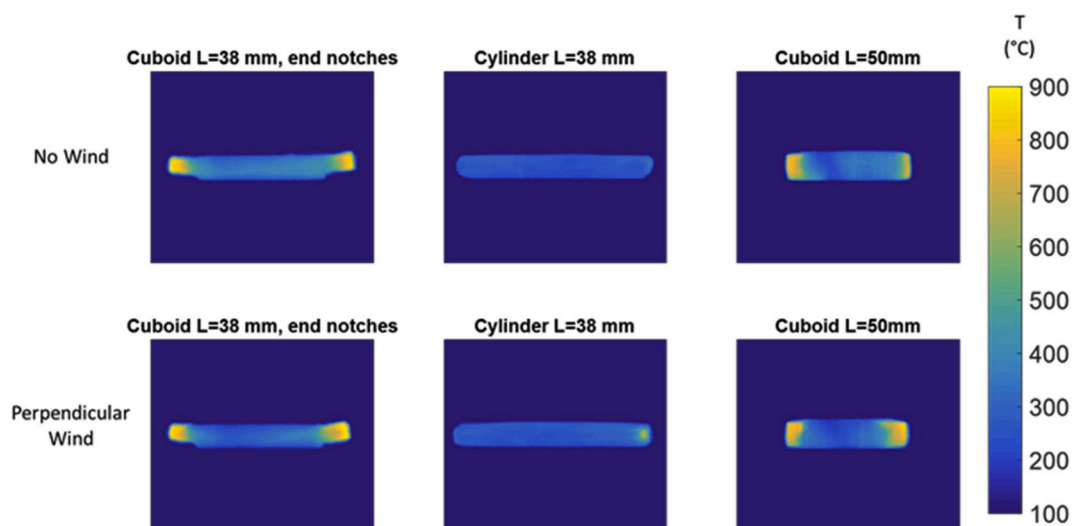 T
(°C)
Cuboid L=38 mm, end notches
Cylinder L=38 mm
Cuboid L=50mm
No Wind
900
800
700
600
500
400
300
200
100
Cuboid L=38 mm, end notches
Cylinder L=38 mm
Cuboid L=50mm
Perpendicular
Wind